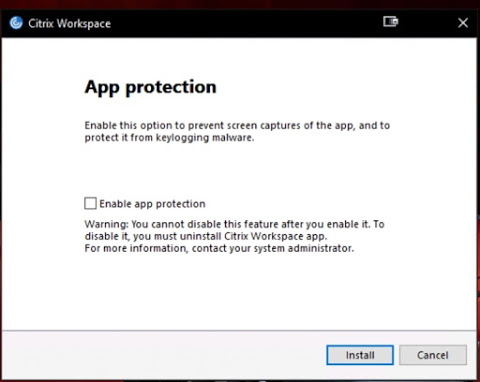 Citrix Workspace
App protection
Enable this option to prevent screen captures of the app, and to
protect it from keylogging malware.
Enable app protection
Warning: You cannot disable this feature after you enable it. To
disable it, you must uninstall Citrix Workspace app.
For more information, contact your system administrator.
Install
Cancel